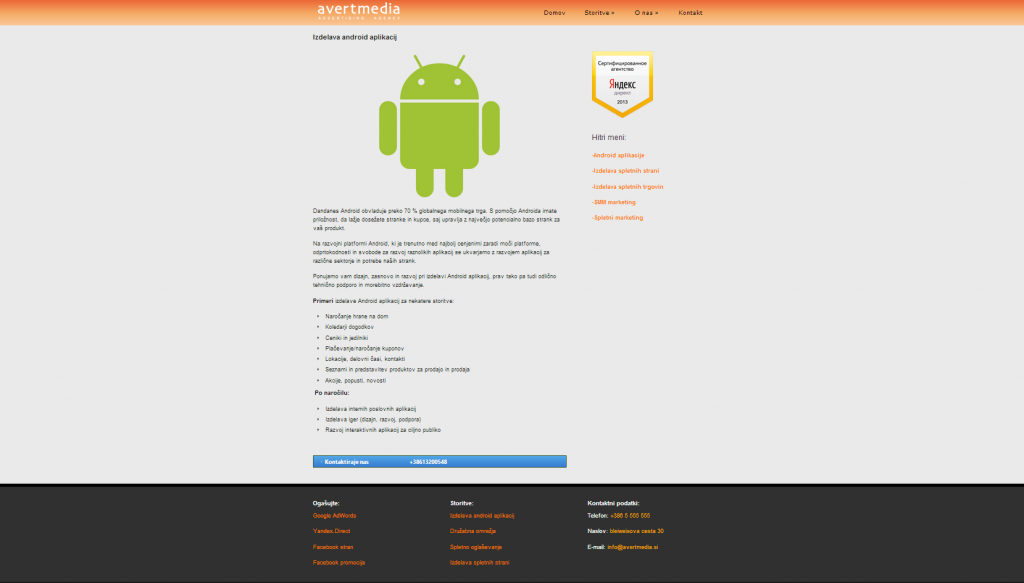 avertmedia
ADVERTISING AGENCY
Domov
Storitve »
O nas »
Kontakt
Izdelava android aplikacij
Dandanes Android obvladuje preko 70 % globalnega mobilnega trga. S pomočjo Androida imate
priložnost, da lažje dosežete stranke in kupce, saj upravlja z največjo potencialno bazo strank za
vaš produkt.
Na razvojni platformi Android, ki je trenutno med najbolj cenjenimi zaradi moči platforme,
odprtokodnosti in svobode za razvoj raznolikih aplikacij se ukvarjamo z razvojem aplikacij za
različne sektorje in potrebe naših strank.
Ponujamo vam dizajn, zasnovo in razvoj pri izdelavi Android aplikacij, prav tako pa tudi odlično
tehnično podporo in morebitno vzdrževanje.
Primeri izdelave Android aplikacij za nekatere storitve:
Naročanje hrane na dom
Koledarji dogodkov
Ceniki in jedilniki
Plačevanje/naročanje kuponov
Lokacije, delovni časi, kontakti
Seznami in predstavitev produktov za prodajo in prodaja
Akcije, popusti, novosti
Po naročilu:
Izdelava internih poslovnih aplikacij
Izdelava iger (dizajn, razvoj, podpora)
Razvoj interaktivnih aplikacij za ciljno publiko
Kontaktiraje nas +38613200548
Сертифицированное
агентство
Яндекс
директ
2013
Hitri meni:
-Android aplikacije
-Izdelava spletnih strani
-Izdelava spletnih trgovin
-SMM marketing
-Spletni marketing
Ogašujte:
Google AdWords
Yandex.Direct
Facebook stran
Facebook promocija
Storitve:
Izdelava android aplikacij
Družabna omrežja
Spletno oglaševanje
Izdelava spletnih strani
Kontaktni podatki:
Telefon: +386 5 555 555
Naslov: bleiweisova cesta 30
E-mail: info@avertmedia.si